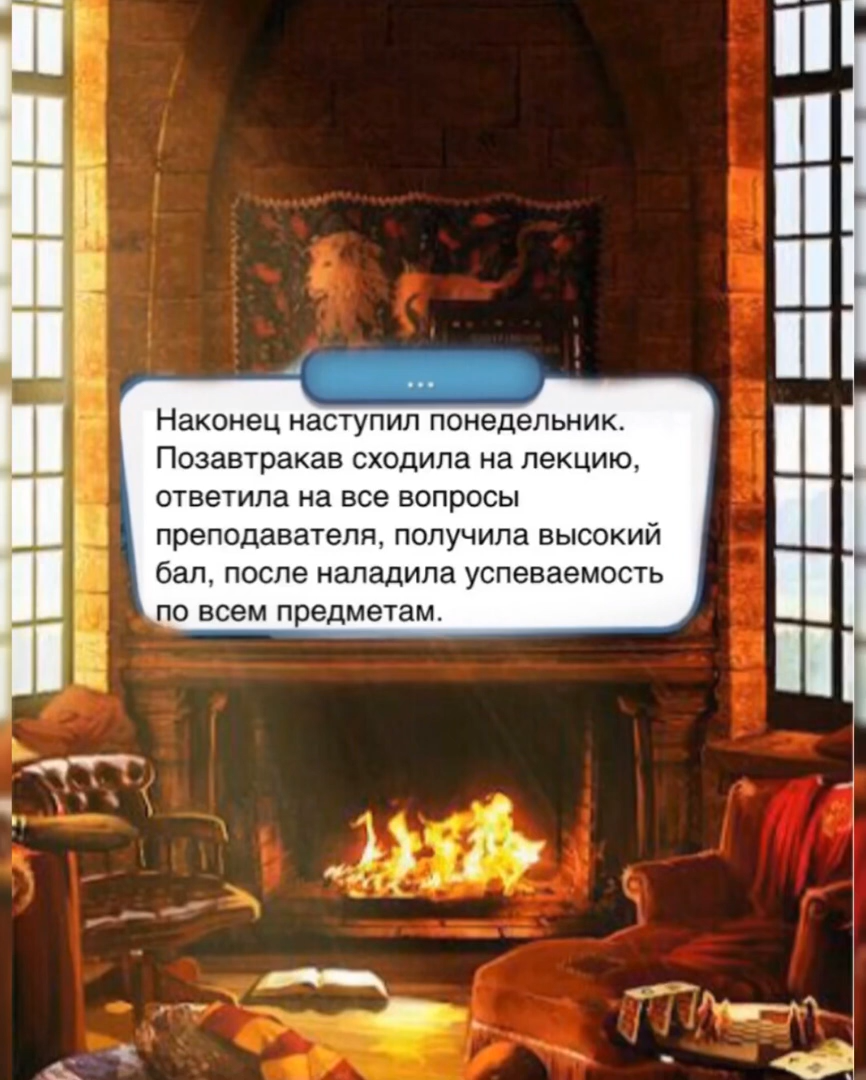 ...
Наконец наступил понедельник.
Позавтракав сходила на лекцию,
ответила на все вопросы
преподавателя, получила высокий
бал, после наладила успеваемость
по всем предметам.